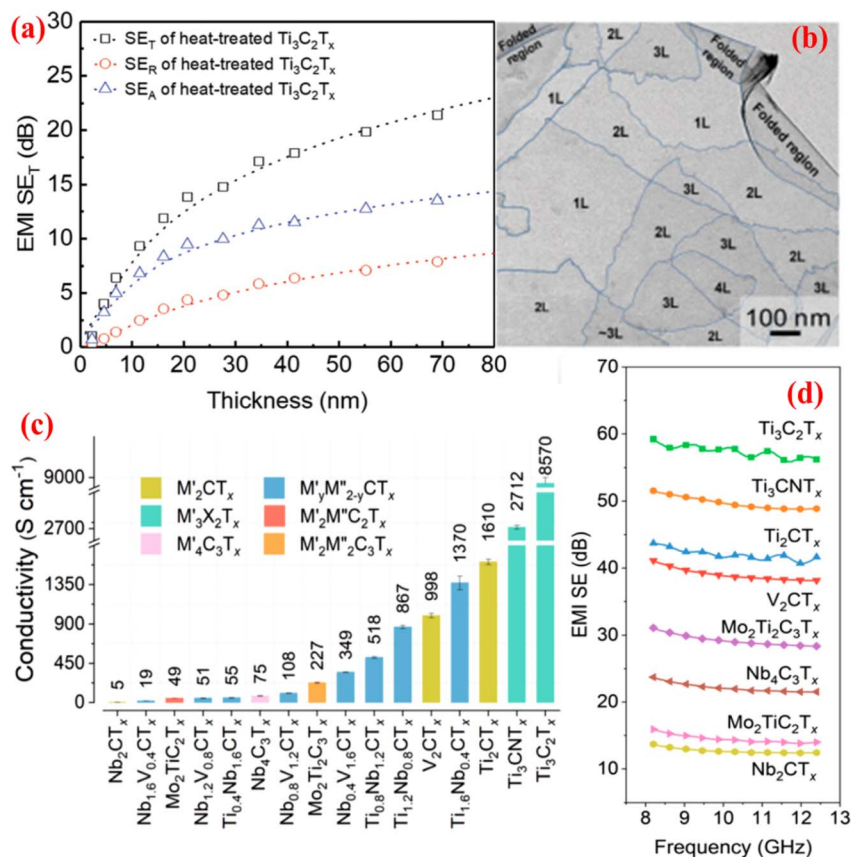 (a)
30
25
20
15
10
5
0
EMI SE_T (dB)
SE_T of heat-treated Ti₃C₂Tₓ
SE_R of heat-treated Ti₃C₂Tₓ
SE_A of heat-treated Ti₃C₂Tₓ
0 10 20 30 40 50 60 70 80
Thickness (nm)
(b)
Folded region
2L
3L
Folded region
1L
2L
1L
Folded region
3L
2L
1L
2L
3L
2L
4L
2L
3L
3L
~3L
2L
100 nm
(c)
Conductivity (S cm⁻¹)
9000
2700
1350
900
450
0
M'₂CTₓ
M'ᵧM"₂₋ᵧCTₓ
M'₃X₂Tₓ
M'₂M"C₂Tₓ
M'₄C₃Tₓ
M'₂M"₂C₃Tₓ
5
19
49
51
55
75
108
227
349
518
867
998
1370
1610
2712
8570
Nb₂CTₓ
Nb₁.₆V₀.₄CTₓ
Mo₂TiC₂Tₓ
Nb₁.₂V₀.₈CTₓ
Ti₀.₄Nb₁.₆CTₓ
Nb₄C₃Tₓ
Nb₀.₈V₁.₂CTₓ
Mo₂Ti₂C₃Tₓ
Nb₀.₄V₁.₆CTₓ
Ti₀.₈Nb₁.₂CTₓ
Ti₁.₂Nb₀.₈CTₓ
V₂CTₓ
Ti₁.₆Nb₀.₄CTₓ
Ti₂CTₓ
Ti₃CNTₓ
Ti₃C₂Tₓ
(d)
70
60
50
40
30
20
10
EMI SE (dB)
Ti₃C₂Tₓ
Ti₃CNTₓ
Ti₂CTₓ
V₂CTₓ
Mo₂Ti₂C₃Tₓ
Nb₄C₃Tₓ
Mo₂TiC₂Tₓ
Nb₂CTₓ
8 9 10 11 12 13
Frequency (GHz)